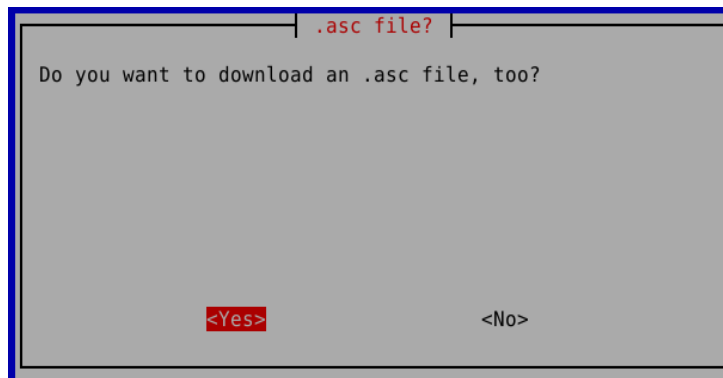 .asc file?
Do you want to download an .asc file, too?
<Yes> <No>